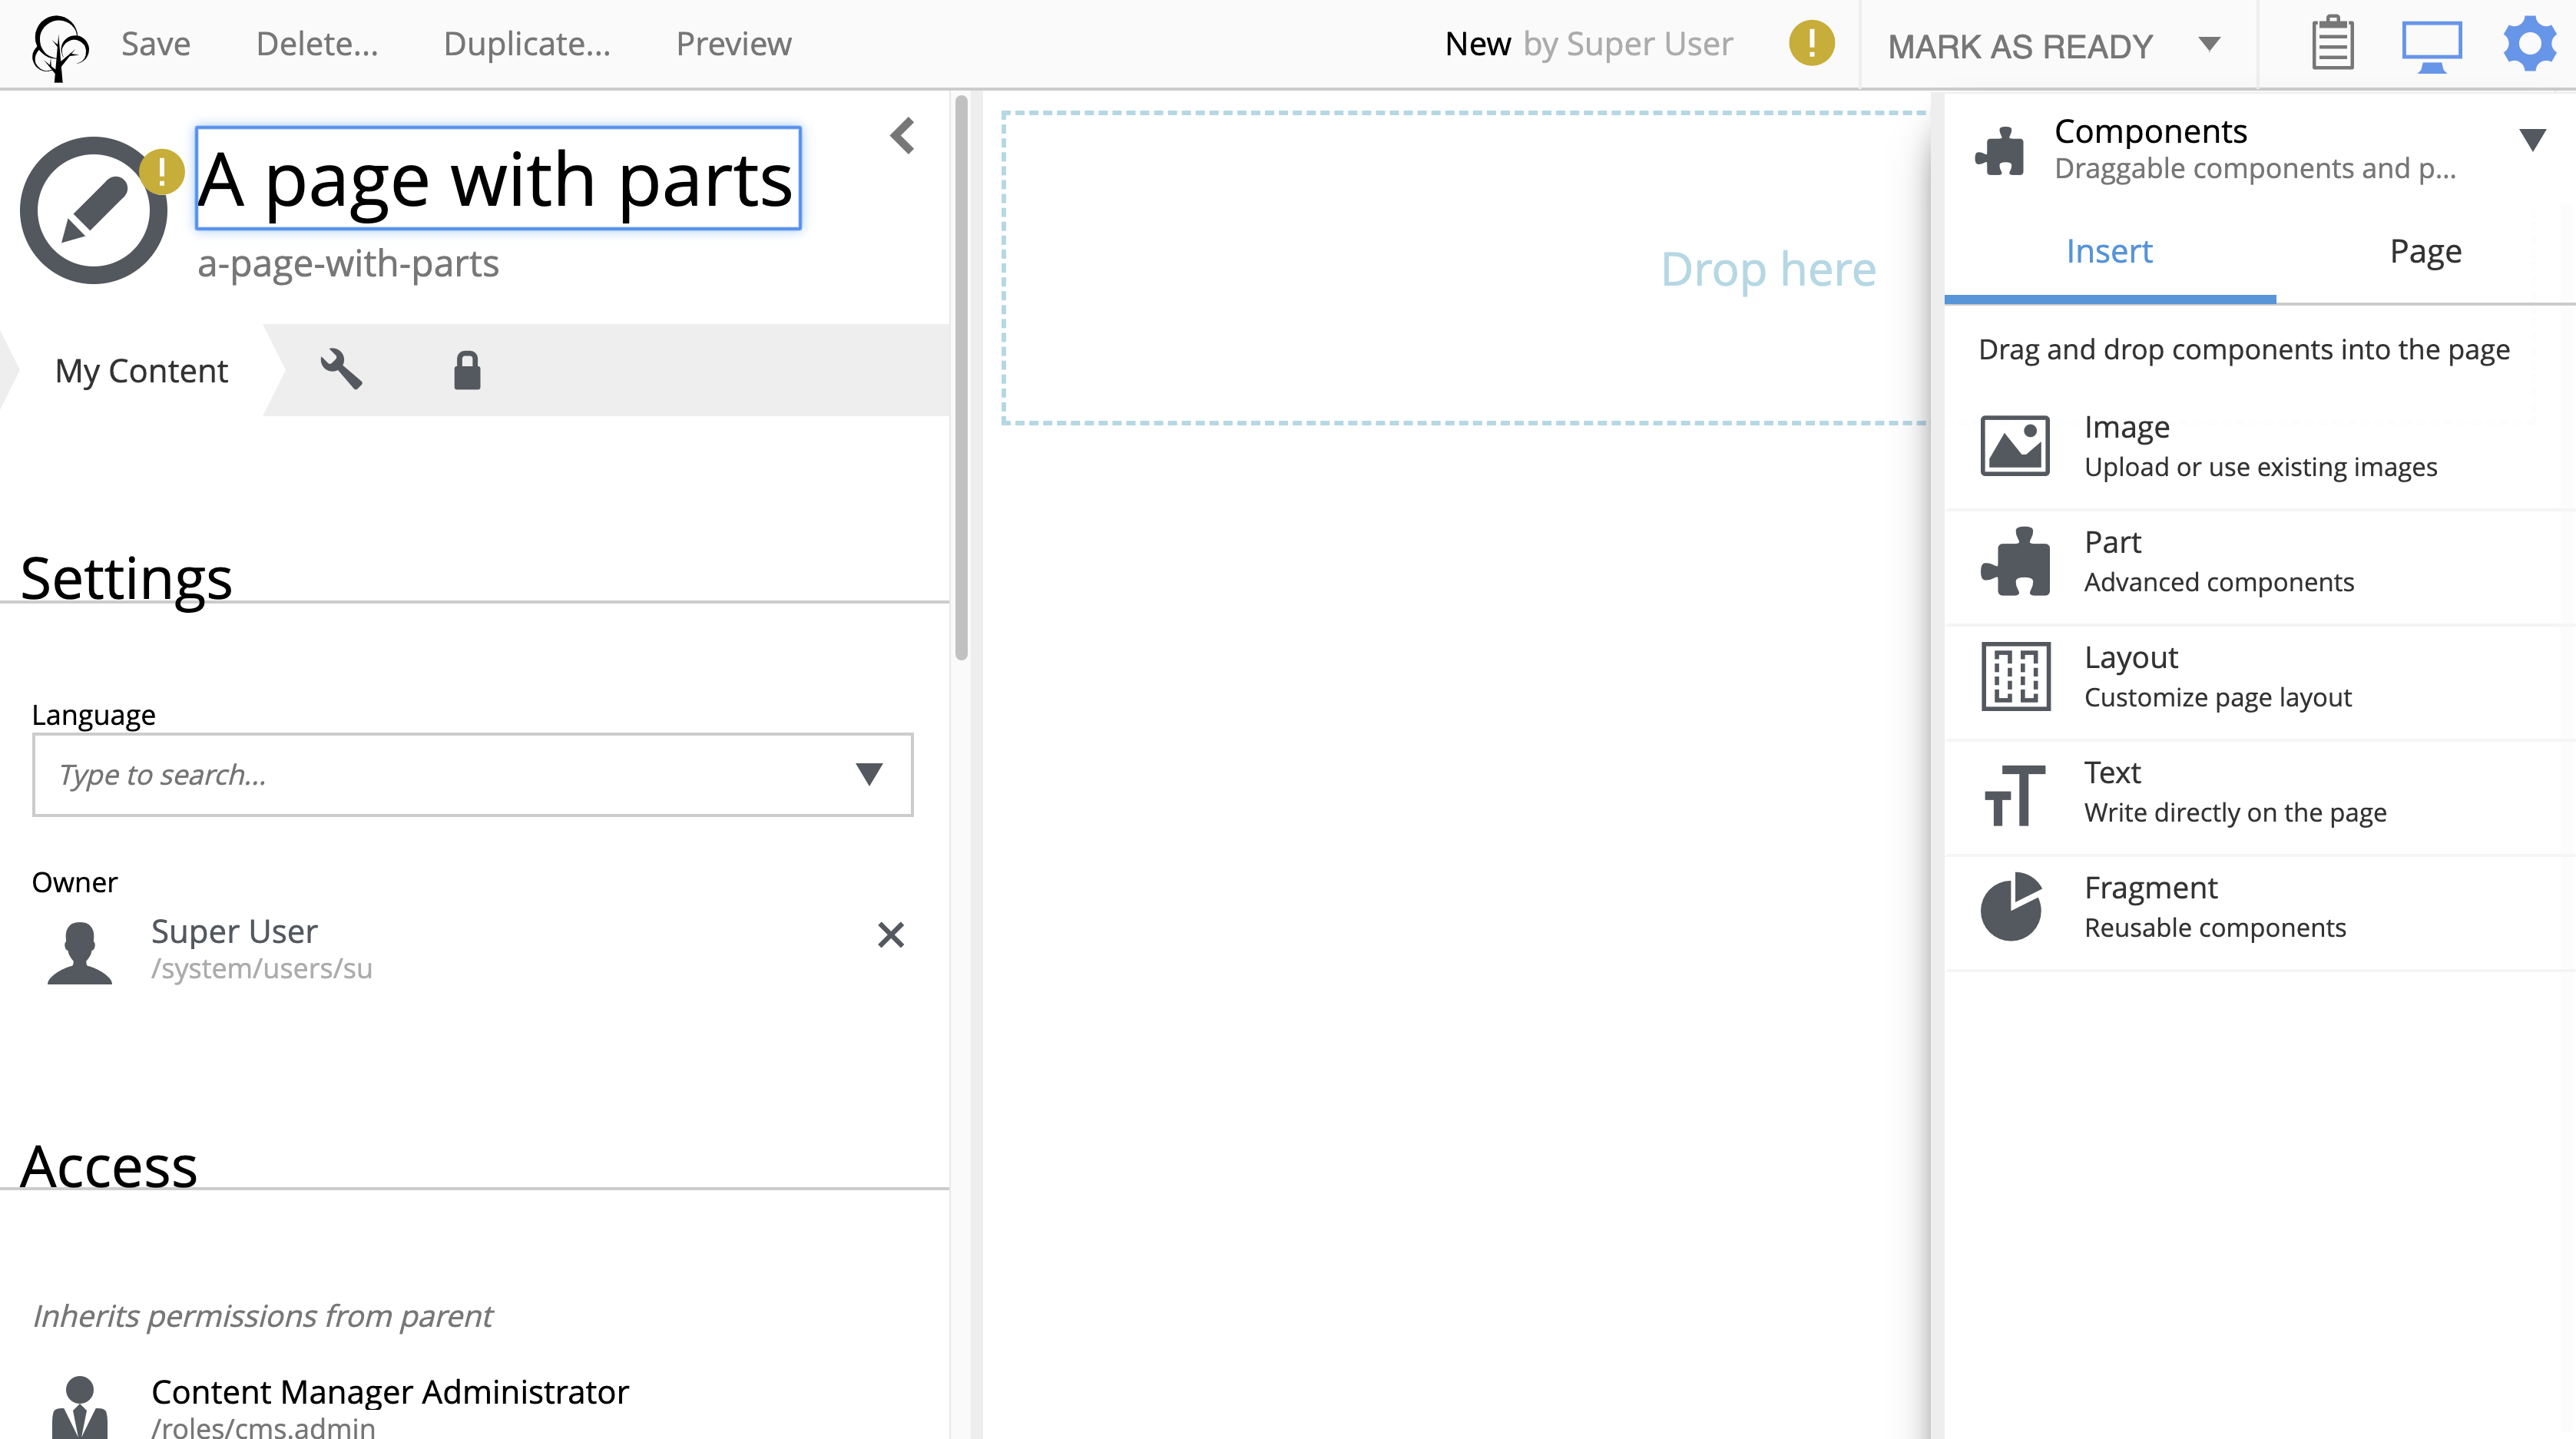 Save Delete... Duplicate... Preview New by Super User ! MARK AS READY
A page with parts
a-page-with-parts
My Content
Settings
Language
Type to search...
Owner
Super User
/system/users/su
Access
Inherits permissions from parent
Content Manager Administrator
/roles/cms.admin
Drop here
Components
Draggable components and p...
Insert Page
Drag and drop components into the page
Image
Upload or use existing images
Part
Advanced components
Layout
Customize page layout
Text
Write directly on the page
Fragment
Reusable components